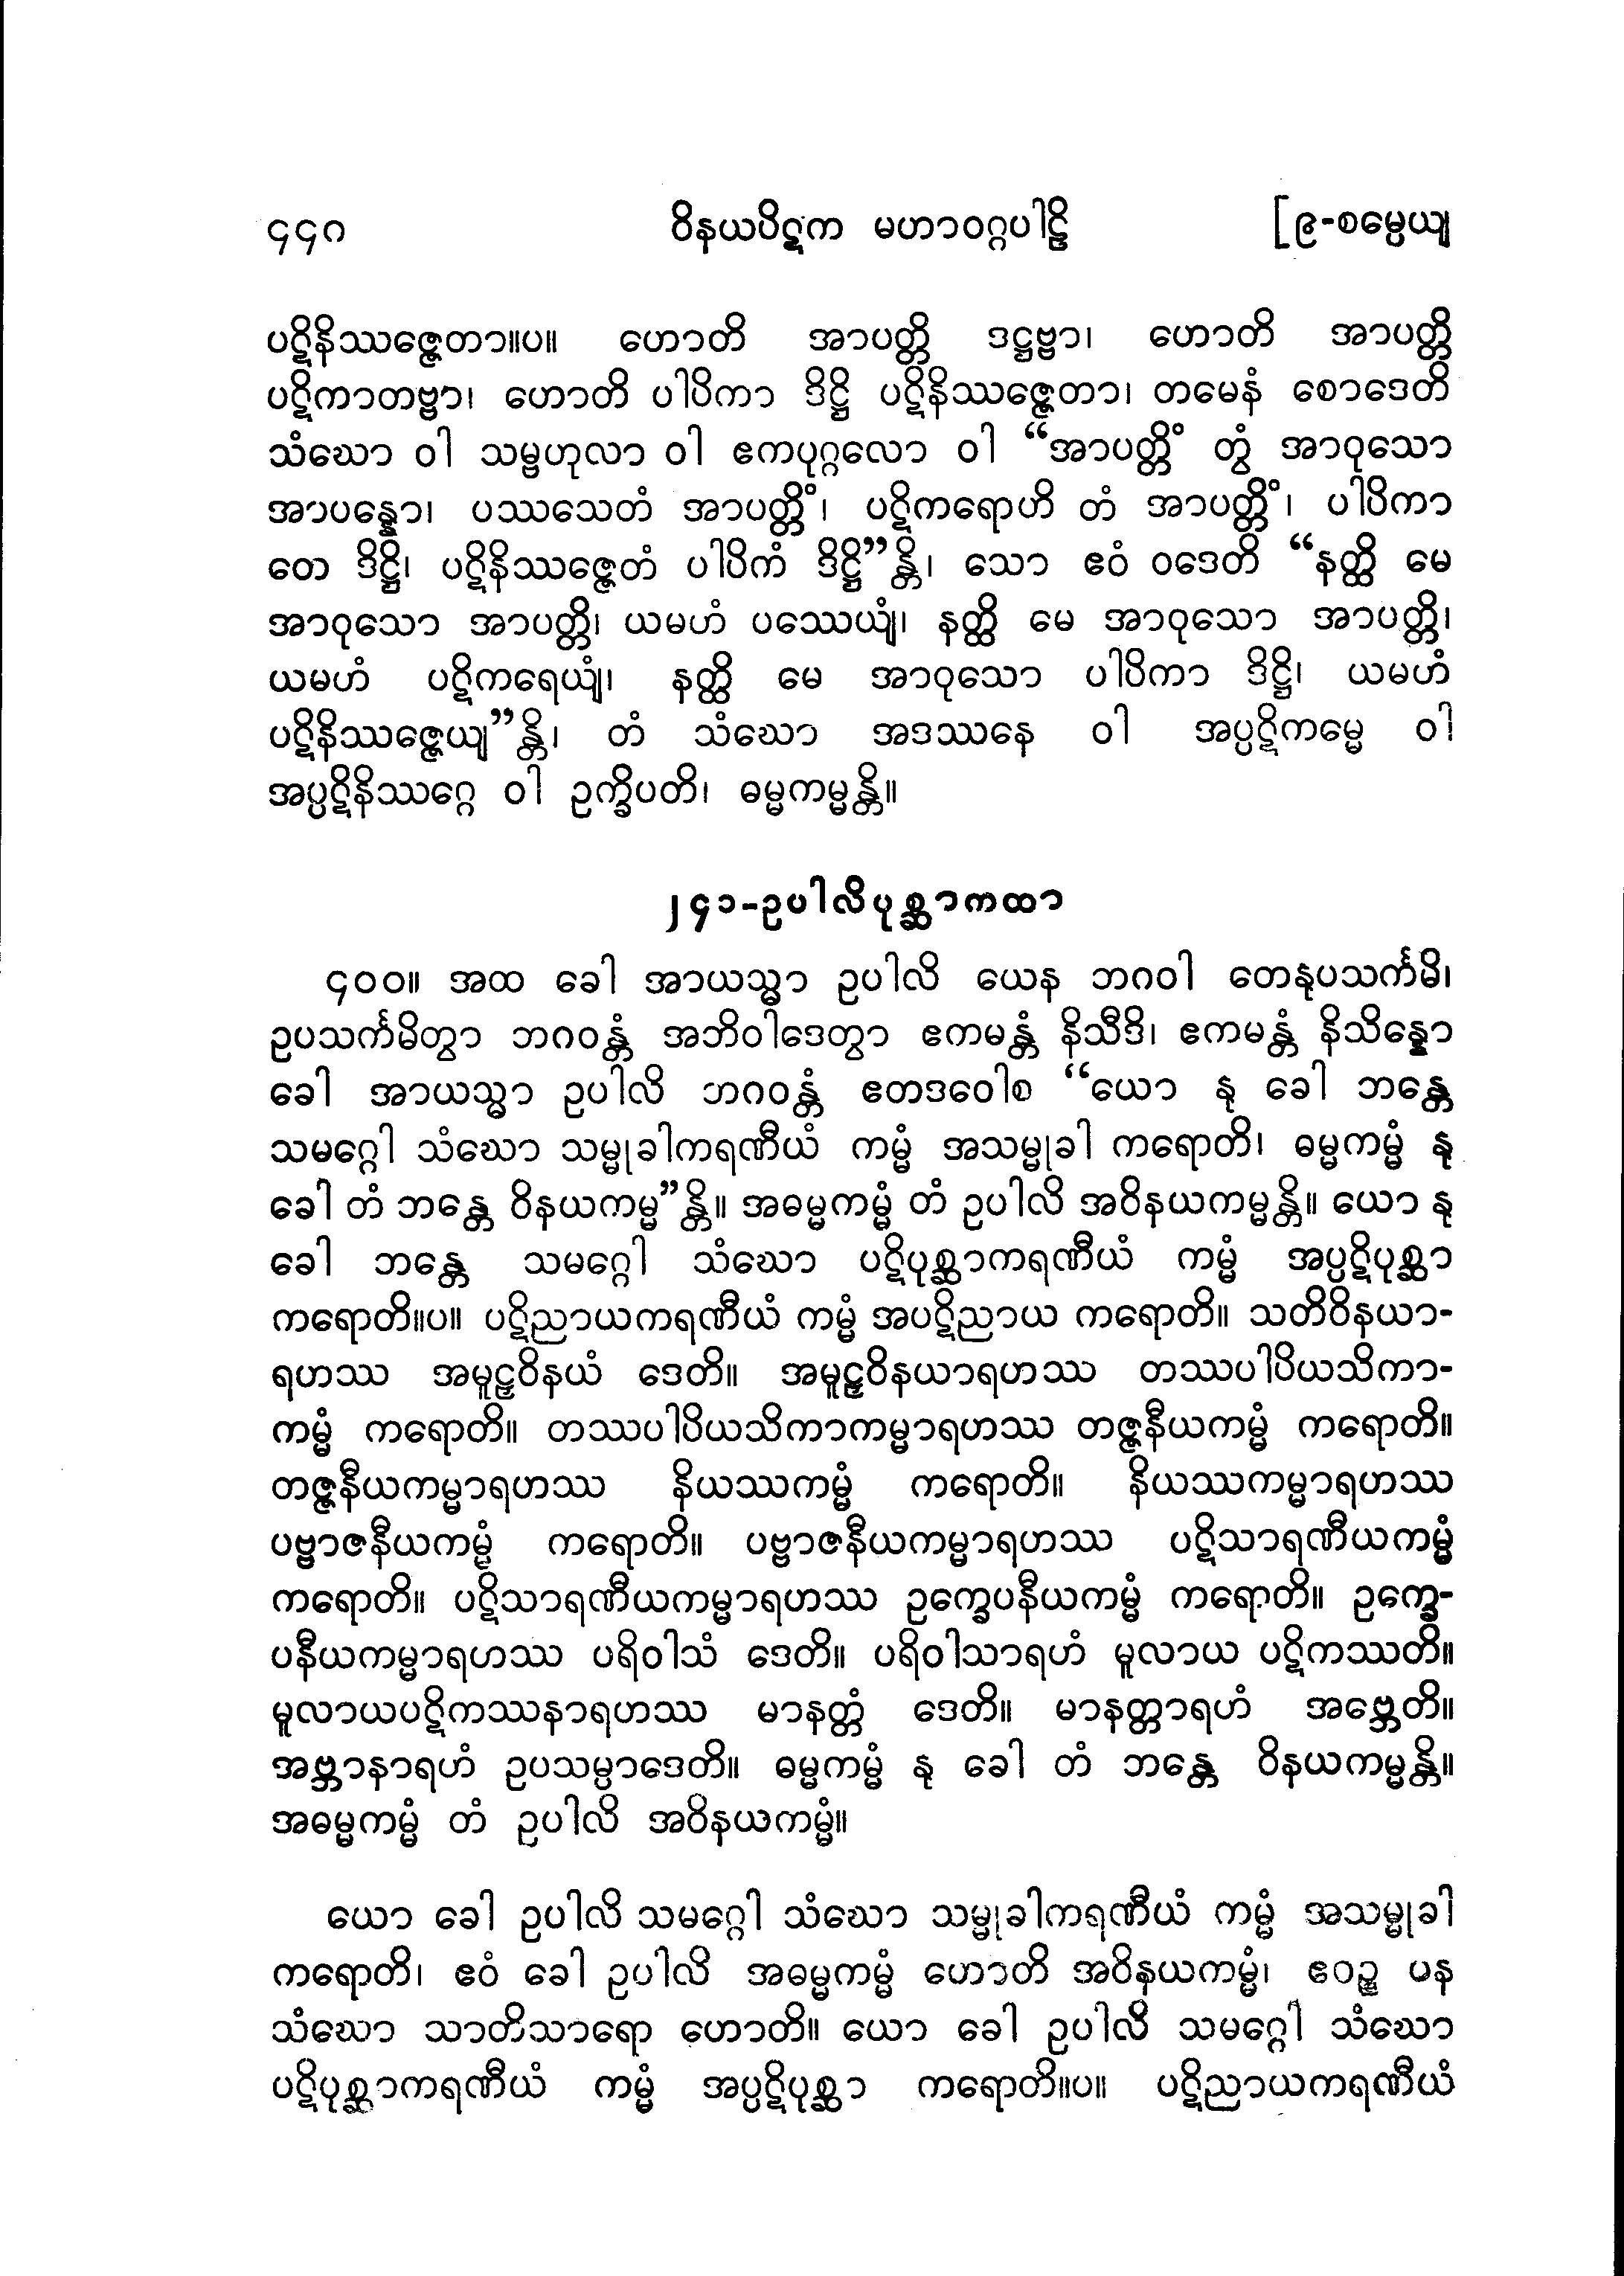 ၄၄၈ ဝိနယပိဋက မဟာဝဂ္ဂပါဠိ [၉-စမ္ပေယျ
ပဋိနိဿဇ္ဇေတာ။ပ။ ဟောတိ အာပတ္တိ ဒဋ္ဌဗ္ဗာ၊ ဟောတိ အာပတ္တိ
ပဋိကာတဗ္ဗာ၊ ဟောတိ ပါပိကာ ဒိဋ္ဌိ ပဋိနိဿဇ္ဇေတာ၊ တမေနံ စောဒေတိ
သံဃော ဝါ သမ္ဗဟုလာ ဝါ ဧကပုဂ္ဂလော ဝါ “အာပတ္တိံ တွံ အာဝုသော
အာပန္နော၊ ပဿသေတံ အာပတ္တိံ၊ ပဋိကရောဟိ တံ အာပတ္တိံ၊ ပါပိကာ
တေ ဒိဋ္ဌိ၊ ပဋိနိဿဇ္ဇေတံ ပါပိကံ ဒိဋ္ဌိ”န္တိ၊ သော ဧဝံ ဝဒေတိ “နတ္ထိ မေ
အာဝုသော အာပတ္တိ၊ ယမဟံ ပဿေယျံ၊ နတ္ထိ မေ အာဝုသော အာပတ္တိ၊
ယမဟံ ပဋိကရေယျံ၊ နတ္ထိ မေ အာဝုသော ပါပိကာ ဒိဋ္ဌိ၊ ယမဟံ
ပဋိနိဿဇ္ဇေယျ”န္တိ၊ တံ သံဃော အဒဿနေ ဝါ အပ္ပဋိကမ္မေ ဝါ
အပ္ပဋိနိဿဂ္ဂေ ဝါ ဥက္ခိပတိ၊ ဓမ္မကမ္မန္တိ။
၂၄၁-ဥပါလိပုစ္ဆာကထာ
၄၀၀။ အထ ခေါ အာယသ္မာ ဥပါလိ ယေန ဘဂဝါ တေနုပသင်္ကမိ၊
ဥပသင်္ကမိတွာ ဘဂဝန္တံ အဘိဝါဒေတွာ ဧကမန္တံ နိသီဒိ၊ ဧကမန္တံ နိသိန္နော
ခေါ အာယသ္မာ ဥပါလိ ဘဂဝန္တံ ဧတဒဝေါစ “ယော နု ခေါ ဘန္တေ
သမဂ္ဂေါ သံဃော သမ္မုခါကရဏီယံ ကမ္မံ အသမ္မုခါ ကရောတိ၊ ဓမ္မကမ္မံ နု
ခေါ တံ ဘန္တေ ဝိနယကမ္မ”န္တိ။ အဓမ္မကမ္မံ တံ ဥပါလိ အဝိနယကမ္မန္တိ။ ယော နု
ခေါ ဘန္တေ သမဂ္ဂေါ သံဃော ပဋိပုစ္ဆာကရဏီယံ ကမ္မံ အပ္ပဋိပုစ္ဆာ
ကရောတိ။ပ။ ပဋိညာယကရဏီယံ ကမ္မံ အပဋိညာယ ကရောတိ။ သတိဝိနယာ-
ရဟဿ အမူဠှဝိနယံ ဒေတိ။ အမူဠှဝိနယာရဟဿ တဿပါပိယသိကာ-
ကမ္မံ ကရောတိ။ တဿပါပိယသိကာကမ္မာရဟဿ တဇ္ဇနီယကမ္မံ ကရောတိ။
တဇ္ဇနီယကမ္မာရဟဿ နိယဿကမ္မံ ကရောတိ။ နိယဿကမ္မာရဟဿ
ပဗ္ဗာဇနီယကမ္မံ ကရောတိ။ ပဗ္ဗာဇနီယကမ္မာရဟဿ ပဋိသာရဏီယကမ္မံ
ကရောတိ။ ပဋိသာရဏီယကမ္မာရဟဿ ဥက္ခေပနီယကမ္မံ ကရောတိ။ ဥက္ခေ-
ပနီယကမ္မာရဟဿ ပရိဝါသံ ဒေတိ။ ပရိဝါသာရဟံ မူလာယ ပဋိကဿတိ။
မူလာယပဋိကဿနာရဟဿ မာနတ္တံ ဒေတိ။ မာနတ္တာရဟံ အဗ္ဘေတိ။
အဗ္ဘာနာရဟံ ဥပသမ္ပာဒေတိ။ ဓမ္မကမ္မံ နု ခေါ တံ ဘန္တေ ဝိနယကမ္မန္တိ။
အဓမ္မကမ္မံ တံ ဥပါလိ အဝိနယကမ္မံ။
ယော ခေါ ဥပါလိ သမဂ္ဂေါ သံဃော သမ္မုခါကရဏီယံ ကမ္မံ အသမ္မုခါ
ကရောတိ၊ ဧဝံ ခေါ ဥပါလိ အဓမ္မကမ္မံ ဟောတိ အဝိနယကမ္မံ၊ ဧဝဉ္စ ပန
သံဃော သာတိသာရော ဟောတိ။ ယော ခေါ ဥပါလိ သမဂ္ဂေါ သံဃော
ပဋိပုစ္ဆာကရဏီယံ ကမ္မံ အပ္ပဋိပုစ္ဆာ ကရောတိ။ပ။ ပဋိညာယကရဏီယံ